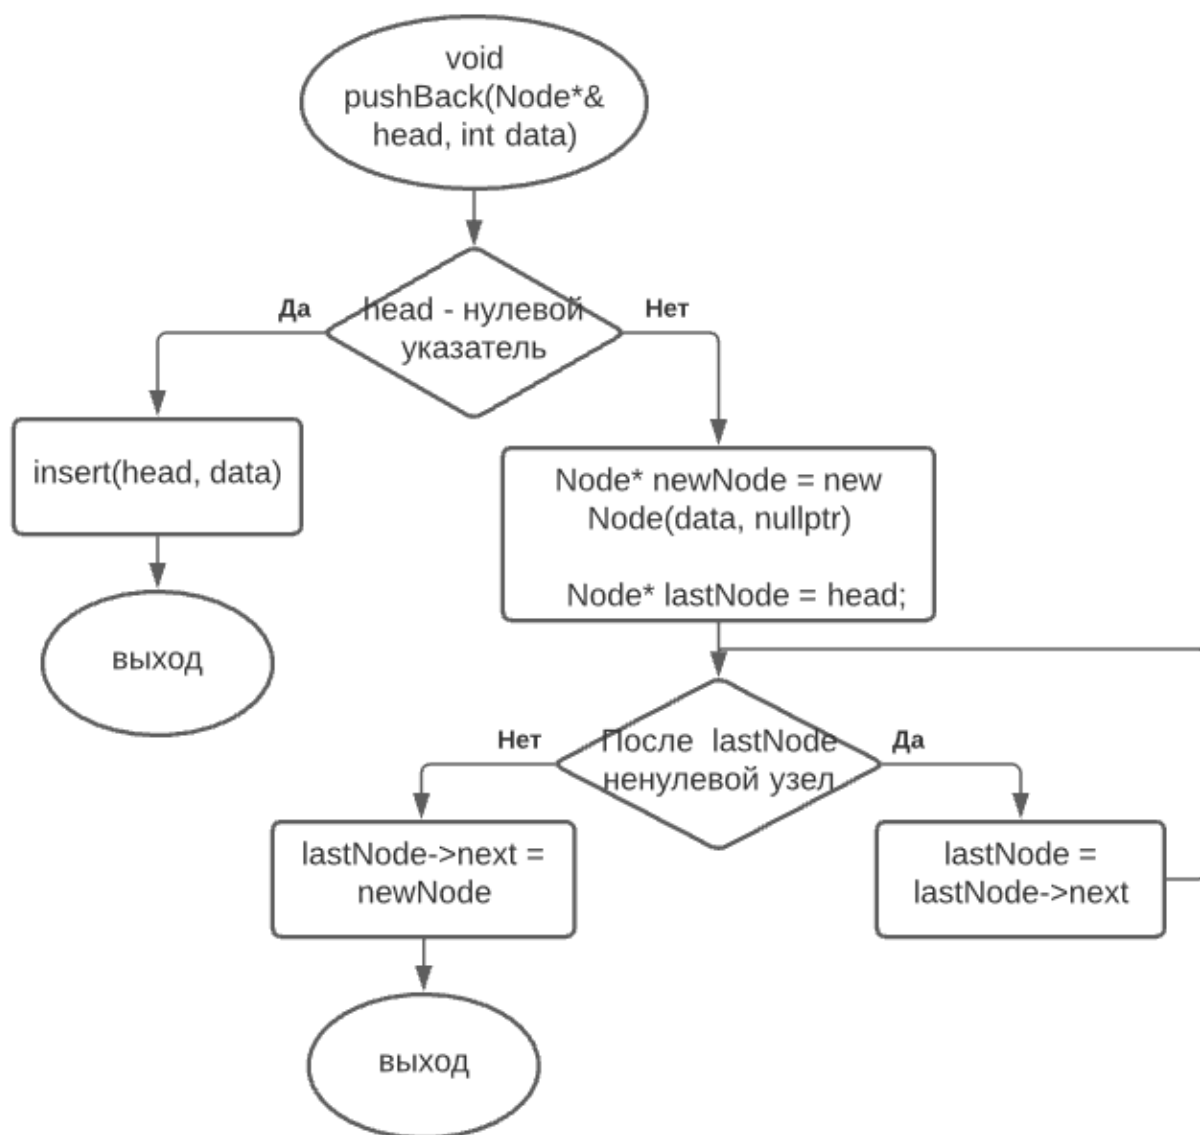 void
pushBack(Node*&
head, int data)
Да
head - нулевой
указатель
Нет
insert(head, data)
Node* newNode = new
Node(data, nullptr)
Node* lastNode = head;
выход
Нет
После lastNode
ненулевой узел
Да
lastNode->next =
newNode
lastNode =
lastNode->next
выход